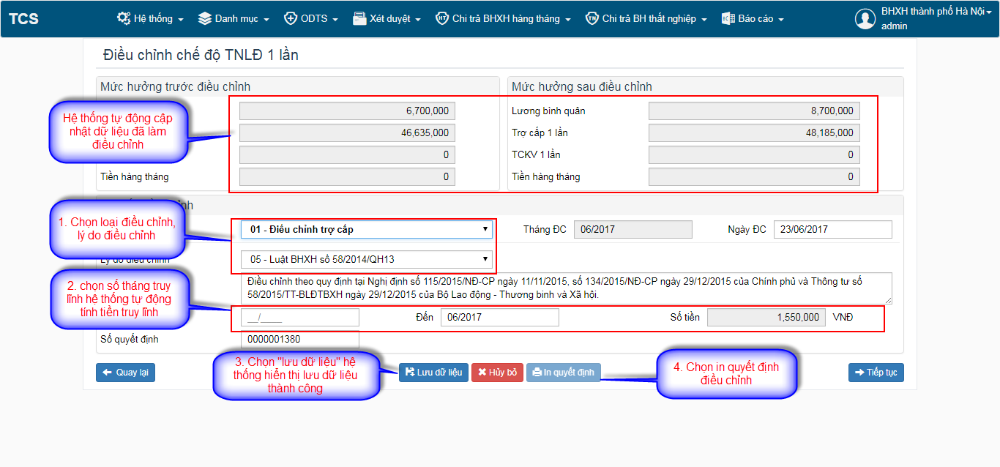 TCS
Hệ thống
Danh mục
ODTS
Xét duyệt
Chi trả BHXH hàng tháng
Chi trả BH thất nghiệp
Báo cáo
BHXH thành phố Hà Nội
admin
Điều chỉnh chế độ TNLĐ 1 lần
Mức hưởng trước điều chỉnh
Mức hưởng sau điều chỉnh
Hệ thống tự động cập
nhật dữ liệu đã làm
điều chỉnh
6,700,000
Lương bình quân
8,700,000
46,635,000
Trợ cấp 1 lần
48,185,000
0
TCKV 1 lần
0
Tiền hàng tháng
0
Tiền hàng tháng
0
1. Chọn loại điều chỉnh,
lý do điều chỉnh
01 - Điều chỉnh trợ cấp
Tháng ĐC
06/2017
Ngày ĐC
23/06/2017
Lý do điều chỉnh
05 - Luật BHXH số 58/2014/QH13
Điều chỉnh theo quy định tại Nghị định số 115/2015/NĐ-CP ngày 11/11/2015, số 134/2015/NĐ-CP ngày 29/12/2015 của Chính phủ và Thông tư số
58/2015/TT-BLĐTBXH ngày 29/12/2015 của Bộ Lao động - Thương binh và Xã hội.
2. chọn số tháng truy
lĩnh hệ thống tự động
tính tiền truy lĩnh
__/____
Đến
06/2017
Số tiền
1,550,000
VNĐ
Số quyết định
0000001380
Quay lại
3. Chọn "lưu dữ liệu" hệ
thống hiển thị lưu dữ liệu
thành công
Lưu dữ liệu
Hủy bỏ
In quyết định
4. Chọn in quyết định
điều chỉnh
Tiếp tục